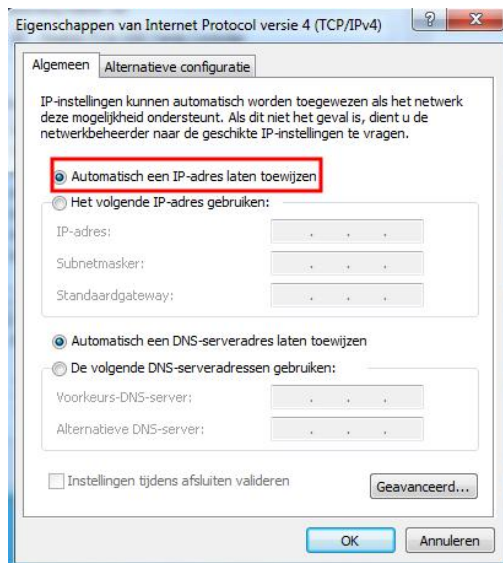 Eigenschappen van Internet Protocol versie 4 (TCP/IPv4)
Algemeen
Alternatieve configuratie
IP-instellingen kunnen automatisch worden toegewezen als het netwerk
deze mogelijkheid ondersteunt. Als dit niet het geval is, dient u de
netwerkbeheerder naar de geschikte IP-instellingen te vragen.
Automatisch een IP-adres laten toewijzen
Het volgende IP-adres gebruiken:
IP-adres:
Subnetmasker:
Standaardgateway:
Automatisch een DNS-serveradres laten toewijzen
De volgende DNS-serveradressen gebruiken:
Voorkeurs-DNS-server:
Alternatieve DNS-server:
Instellingen tijdens afsluiten valideren
Geavanceerd...
OK
Annuleren